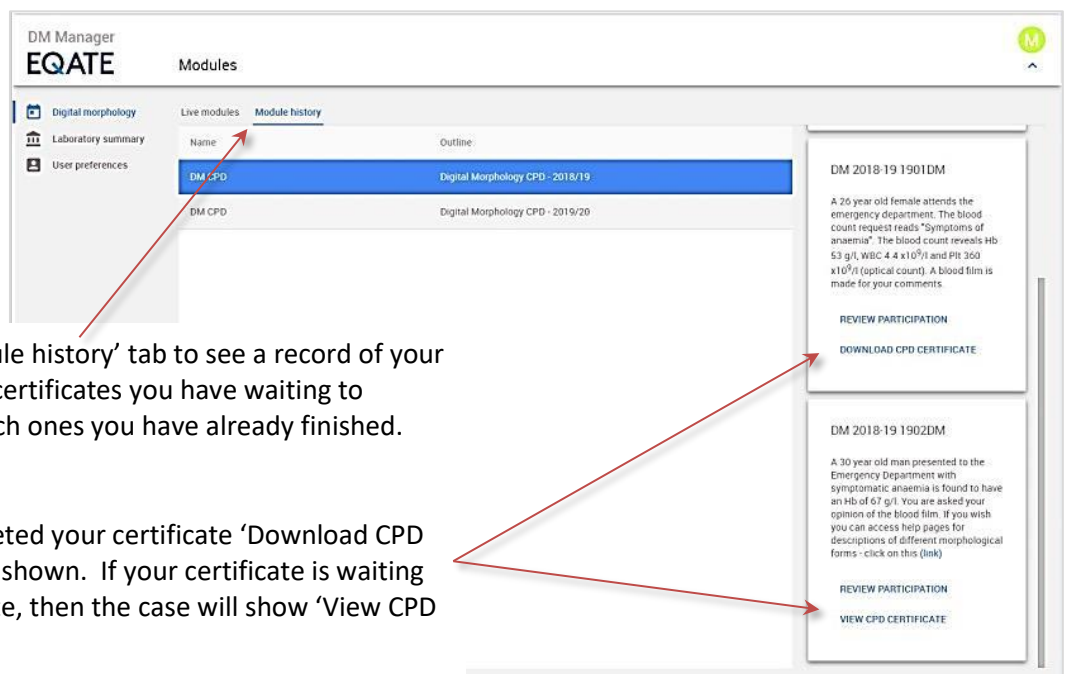 DM Manager
EQATE
Modules
M
Digital morphology
Laboratory summary
User preferences
Live modules Module history
Name Outline
DM CPD Digital Morphology CPD - 2018/19
DM CPD Digital Morphology CPD - 2019/20
DM 2018-19 1901DM
A 26 year old female attends the
emergency department. The blood
count request reads "Symptoms of
anaemia". The blood count reveals Hb
53 g/l, WBC 4.4 x10⁹/l and Plt 360
x10⁹/l (optical count). A blood film is
made for your comments
REVIEW PARTICIPATION
DOWNLOAD CPD CERTIFICATE
DM 2018-19 1902DM
A 30 year old man presented to the
Emergency Department with
symptomatic anaemia is found to have
an Hb of 67 g/l. You are asked your
opinion of the blood film. If you wish
you can access help pages for
descriptions of different morphological
forms - click on this (link)
REVIEW PARTICIPATION
VIEW CPD CERTIFICATE
history’ tab to see a record of your
certificates you have waiting to
ones you have already finished.
your certificate ‘Download CPD
shown. If your certificate is waiting
then the case will show ‘View CPD